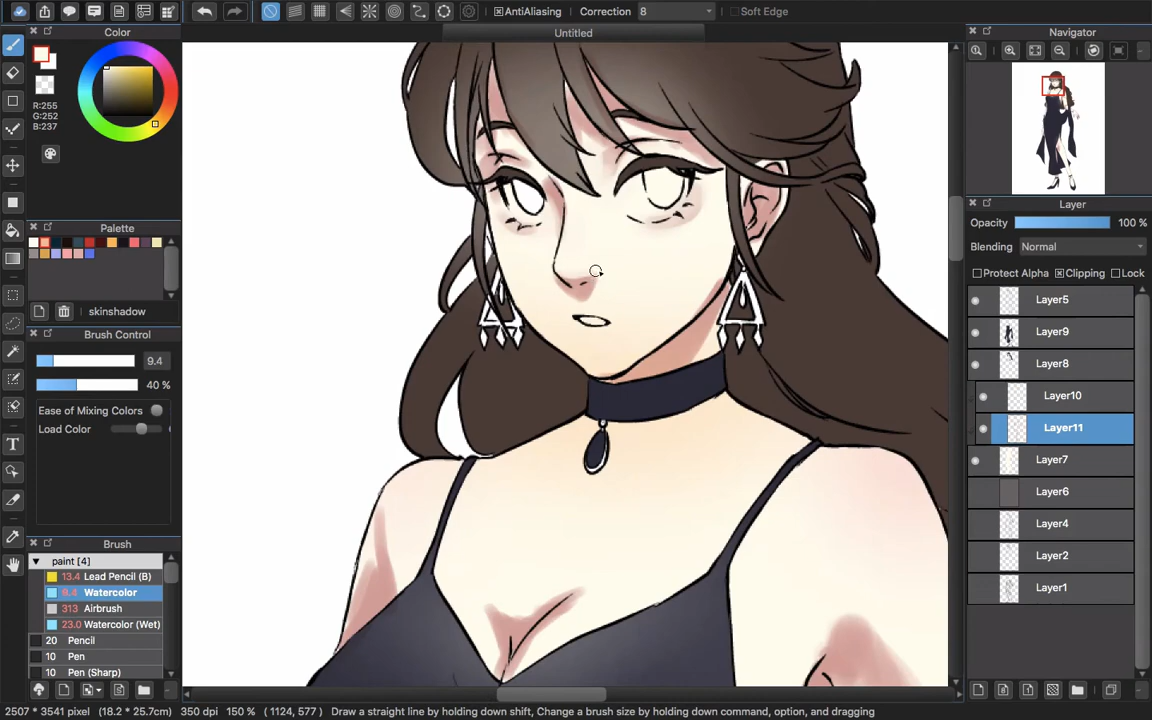 AntiAliasing Correction 8 Soft Edge
Untitled
Color
R:255
G:252
B:237
Palette
skinshadow
Brush Control
9.4
40 %
Ease of Mixing Colors
Load Color
Brush
paint [4]
13.4 Lead Pencil (B)
9.4 Watercolor
313 Airbrush
23.0 Watercolor (Wet)
20 Pencil
10 Pen
10 Pen (Sharp)
T
Navigator
Layer
Opacity 100 %
Blending Normal
Protect Alpha Clipping Lock
Layer5
Layer9
Layer8
Layer10
Layer11
Layer7
Layer6
Layer4
Layer2
Layer1
2507 * 3541 pixel (18.2 * 25.7cm) 350 dpi 150 % (1124, 577) Draw a straight line by holding down shift, Change a brush size by holding down command, option, and dragging